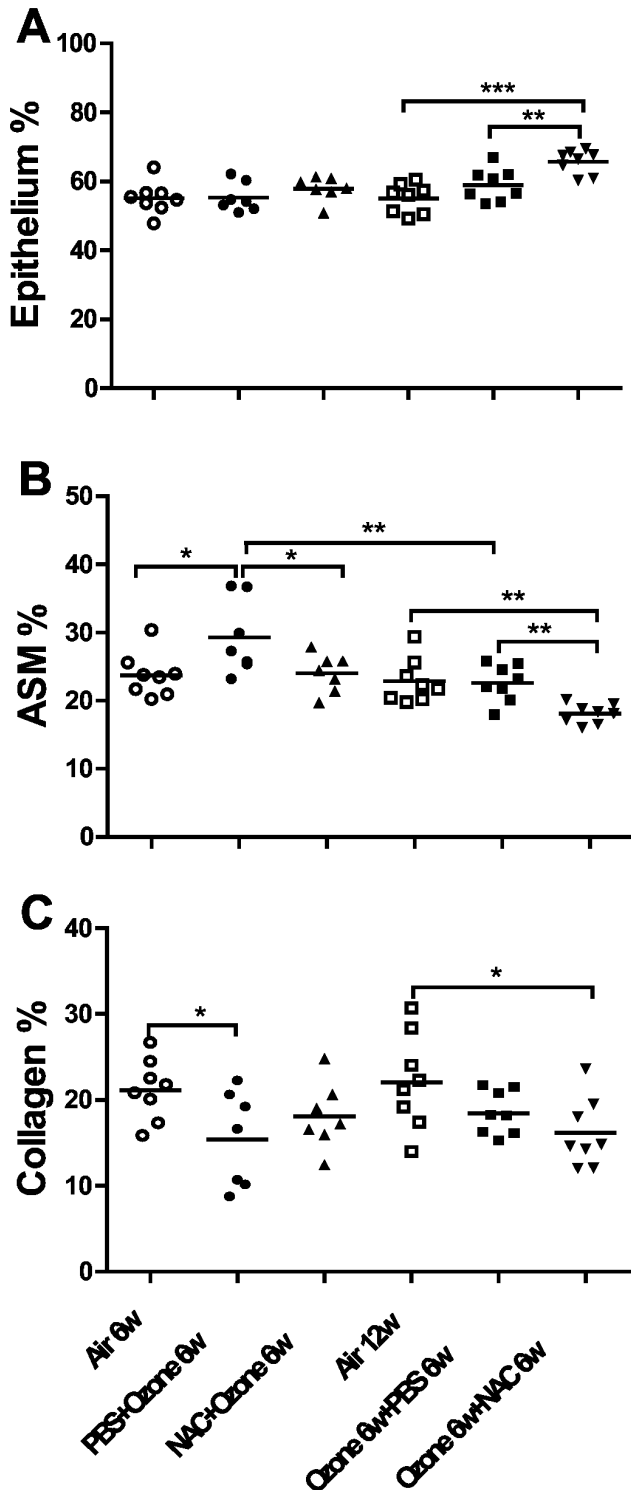 A
Epithelium %
100
80
60
40
20
0
***
**
B
ASM %
50
40
30
20
10
0
**
*
*
**
**
C
Collagen %
40
30
20
10
0
*
*
Air 6w
PBS+Ozone 6w
NAC+Ozone 6w
Air 12w
Ozone 6w+PBS 6w
Ozone 6w+NAC 6w